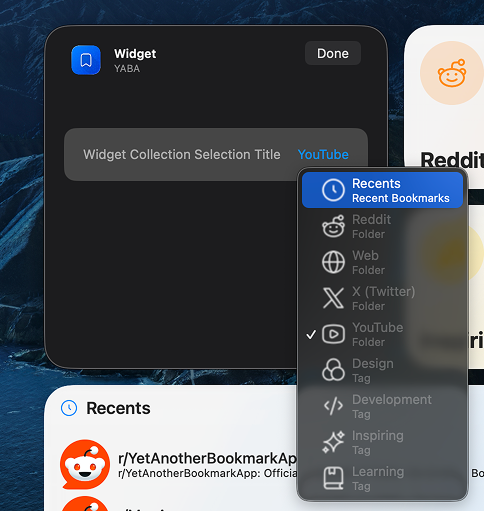 Widget
YABA
Done
Reddit
Widget Collection Selection Title YouTube
Recents
Recent Bookmarks
Reddit
Folder
Web
Folder
X (Twitter)
Folder
YouTube
Folder
Design
Tag
Development
Tag
Inspiring
Tag
Learning
Tag
Recents
r/YetAnotherBookmarkAp
r/YetAnotherBookmarkApp: Officia